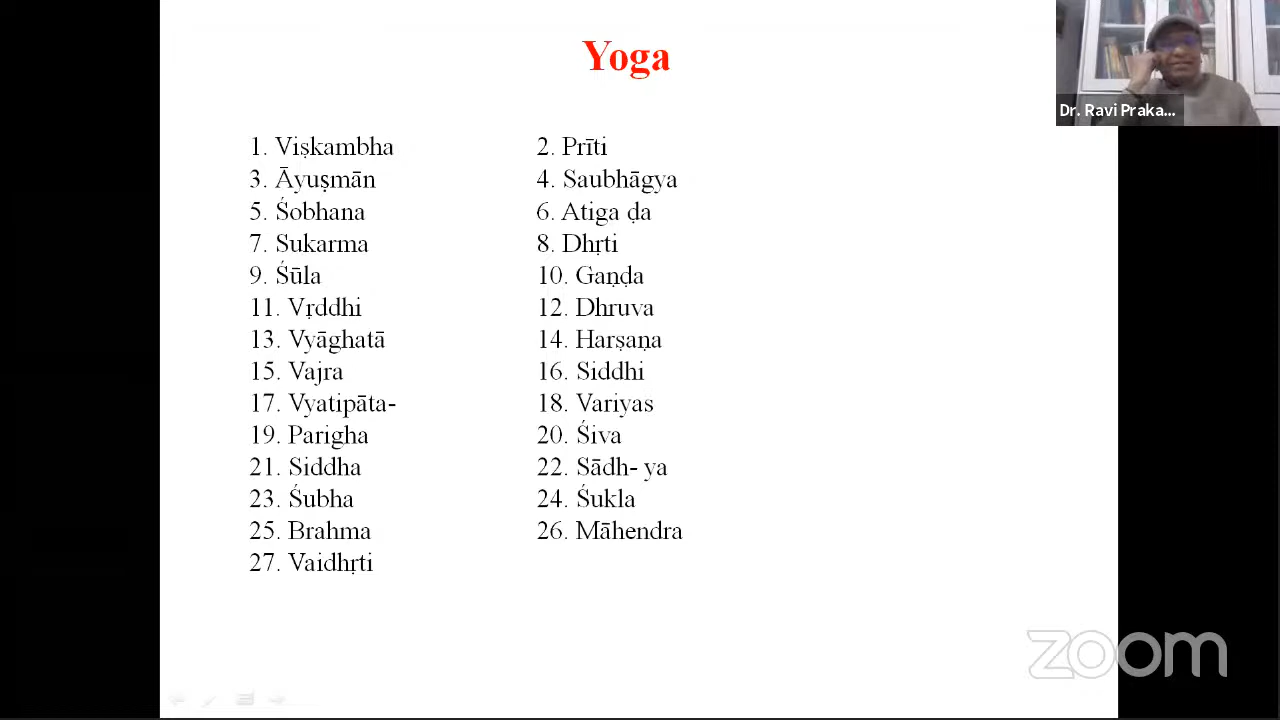 Yoga
Dr. Ravi Praka...
1. Viṣkambha 2. Prīti
3. Āyuṣmān 4. Saubhāgya
5. Śobhana 6. Atiga ḍa
7. Sukarma 8. Dhṛti
9. Śūla 10. Gaṇḍa
11. Vṛddhi 12. Dhruva
13. Vyāghatā 14. Harṣaṇa
15. Vajra 16. Siddhi
17. Vyatipāta- 18. Variyas
19. Parigha 20. Śiva
21. Siddha 22. Sādh- ya
23. Śubha 24. Śukla
25. Brahma 26. Māhendra
27. Vaidhṛti
zoom